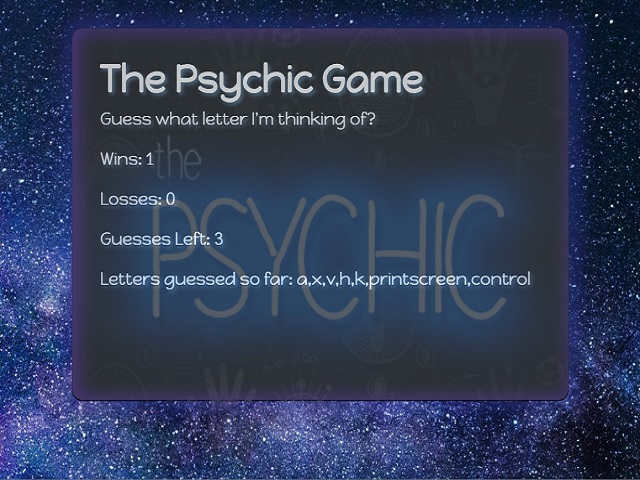 The Psychic Game
Guess what letter I'm thinking of?
Wins: 1
the
Losses: 0
PSYCHIC
Guesses Left: 3
Letters guessed so far: a,x,v,h,k,printscreen,control